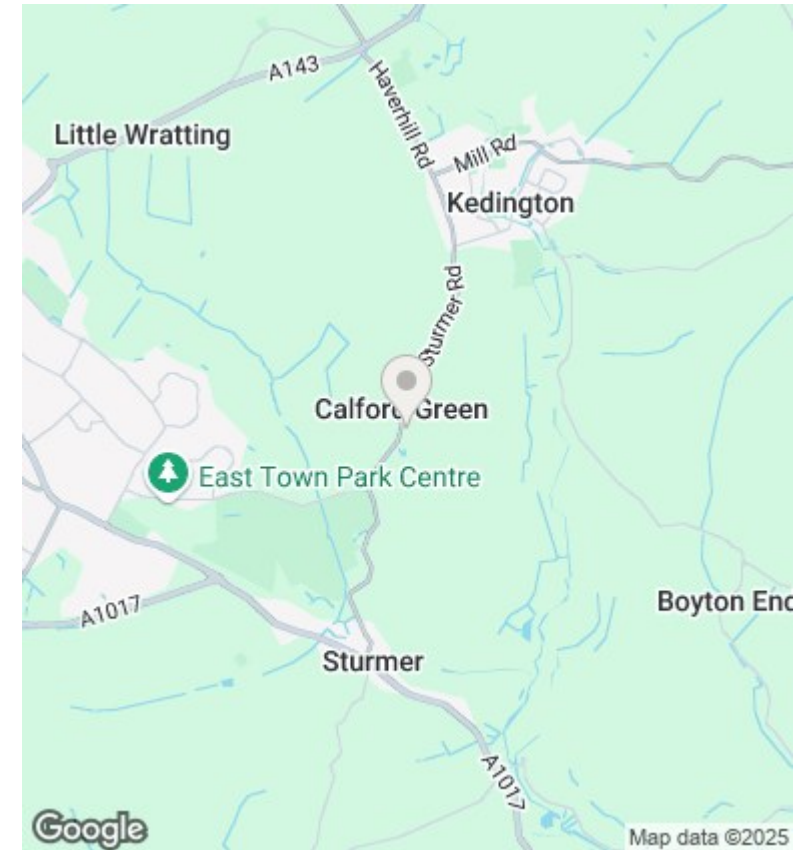 A143
Haverhill Rd
Little Wratting
Mill Rd
Kedington
Sturmer Rd
Calford Green
East Town Park Centre
A1017
Boyton End
Sturmer
A1017
Google
Map data ©2025